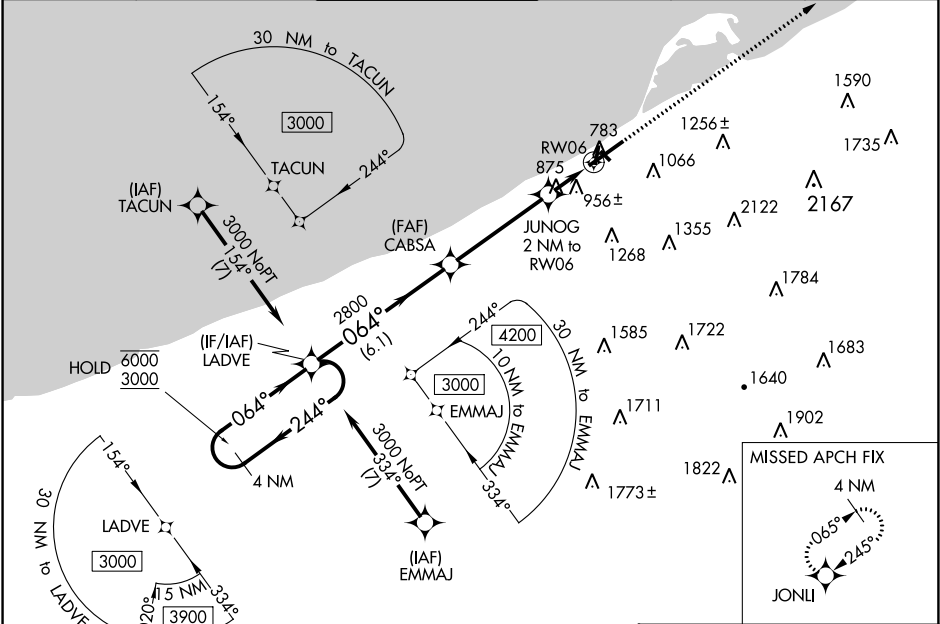 30 NM to TACUN
154°
3000
244°
TACUN
(IAF)
TACUN
3000 NoPT
154°
(7)
RW06
783
875
956±
1066
1256±
1590
1735
2167
2122
1355
1268
JUNOG
2 NM to
RW06
(FAF)
CABSA
2800
064°
(6.1)
(IF/IAF)
LADVE
HOLD
6000
3000
064°
244°
4 NM
244°
4200
30 NM to EMMAJ
3000
10 NM to EMMAJ
EMMAJ
334°
3000 NoPT
334°
(7)
(IAF)
EMMAJ
1784
1585
1722
1683
1640
1711
1902
1822
1773±
154°
LADVE
30 NM to LADVE
3000
15 NM
334°
020°
3900
MISSED APCH FIX
4 NM
065°
245°
JONLI